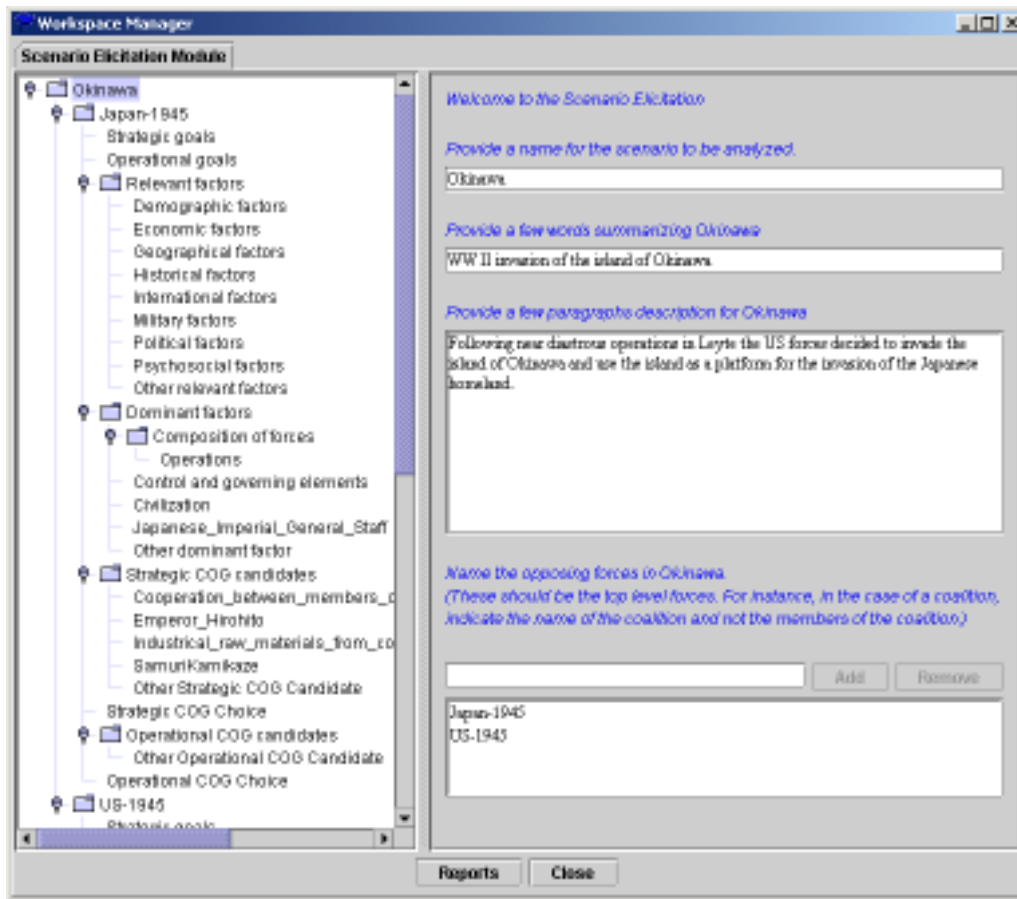 Workspace Manager
Scenario Elicitation Module
Okinawa
Japan-1945
Strategic goals
Operational goals
Relevant factors
Demographic factors
Economic factors
Geographical factors
Historical factors
International factors
Military factors
Political factors
Psychosocial factors
Other relevant factors
Dominant factors
Composition of forces
Operations
Control and governing elements
Civilization
Japanese_Imperial_General_Staff
Other dominant factor
Strategic COG candidates
Cooperation_between_members_c
Emperor_Hirohito
Industrical_raw_materials_from_co
SamuriKamikaze
Other Strategic COG Candidate
Strategic COG Choice
Operational COG candidates
Other Operational COG Candidate
Operational COG Choice
US-1945
Strategic goals
Welcome to the Scenario Elicitation
Provide a name for the scenario to be analyzed.
Okinawa
Provide a few words summarizing Okinawa
WW II invasion of the island of Okinawa
Provide a few paragraphs description for Okinawa
Following near diastrous operations in Leyte the US forces decided to invade the
island of Okinawa and use the island as a platform for the invasion of the Japanese
homeland.
Name the opposing forces in Okinawa.
(These should be the top level forces. For instance, in the case of a coalition,
indicate the name of the coalition and not the members of the coalition.)
Add
Remove
Japan-1945
US-1945
Reports
Close